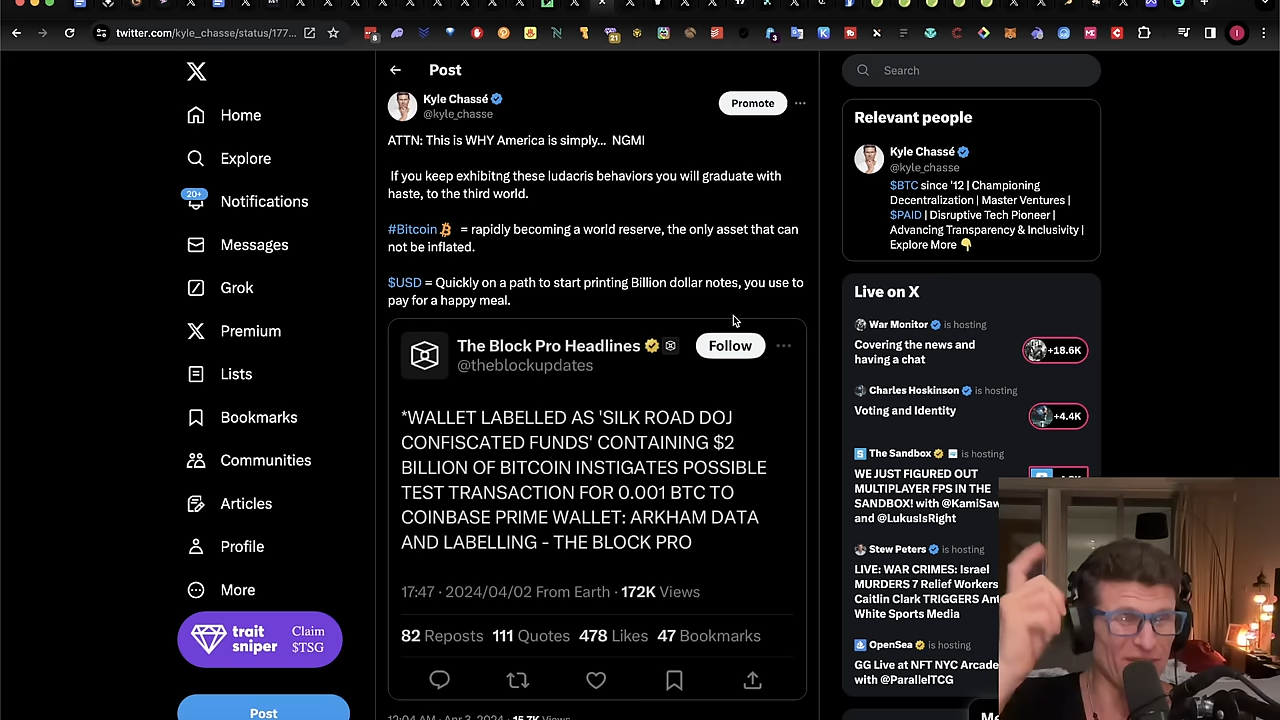 twitter.com/kyle_chasse/status/177...
Home
Explore
20+
Notifications
Messages
Grok
Premium
Lists
Bookmarks
Communities
Articles
Profile
More
trait sniper
Claim $TSG
Post
Post
Kyle Chassé
@kyle_chasse
Promote
ATTN: This is WHY America is simply... NGMI
If you keep exhibitng these ludacris behaviors you will graduate with
haste, to the third world.
#Bitcoin = rapidly becoming a world reserve, the only asset that can
not be inflated.
$USD = Quickly on a path to start printing Billion dollar notes, you use to
pay for a happy meal.
The Block Pro Headlines
@theblockupdates
Follow
*WALLET LABELLED AS 'SILK ROAD DOJ
CONFISCATED FUNDS' CONTAINING $2
BILLION OF BITCOIN INSTIGATES POSSIBLE
TEST TRANSACTION FOR 0.001 BTC TO
COINBASE PRIME WALLET: ARKHAM DATA
AND LABELLING - THE BLOCK PRO
17:47 · 2024/04/02 From Earth · 172K Views
82 Reposts 111 Quotes 478 Likes 47 Bookmarks
12:04 AM · Apr 3, 2024 · 15.7K Views
Search
Relevant people
Kyle Chassé
@kyle_chasse
$BTC since '12 | Championing
Decentralization | Master Ventures |
$PAID | Disruptive Tech Pioneer |
Advancing Transparency & Inclusivity |
Explore More
Live on X
War Monitor is hosting
Covering the news and
having a chat
+18.6K
Charles Hoskinson is hosting
Voting and Identity
+4.4K
The Sandbox is hosting
WE JUST FIGURED OUT
MULTIPLAYER FPS IN THE
SANDBOX! with @KamiSaw
and @LukusIsRight
Stew Peters is hosting
LIVE: WAR CRIMES: Israel
MURDERS 7 Relief Workers
Caitlin Clark TRIGGERS Ant
White Sports Media
OpenSea is hosting
GG Live at NFT NYC Arcade
with @ParallelTCG